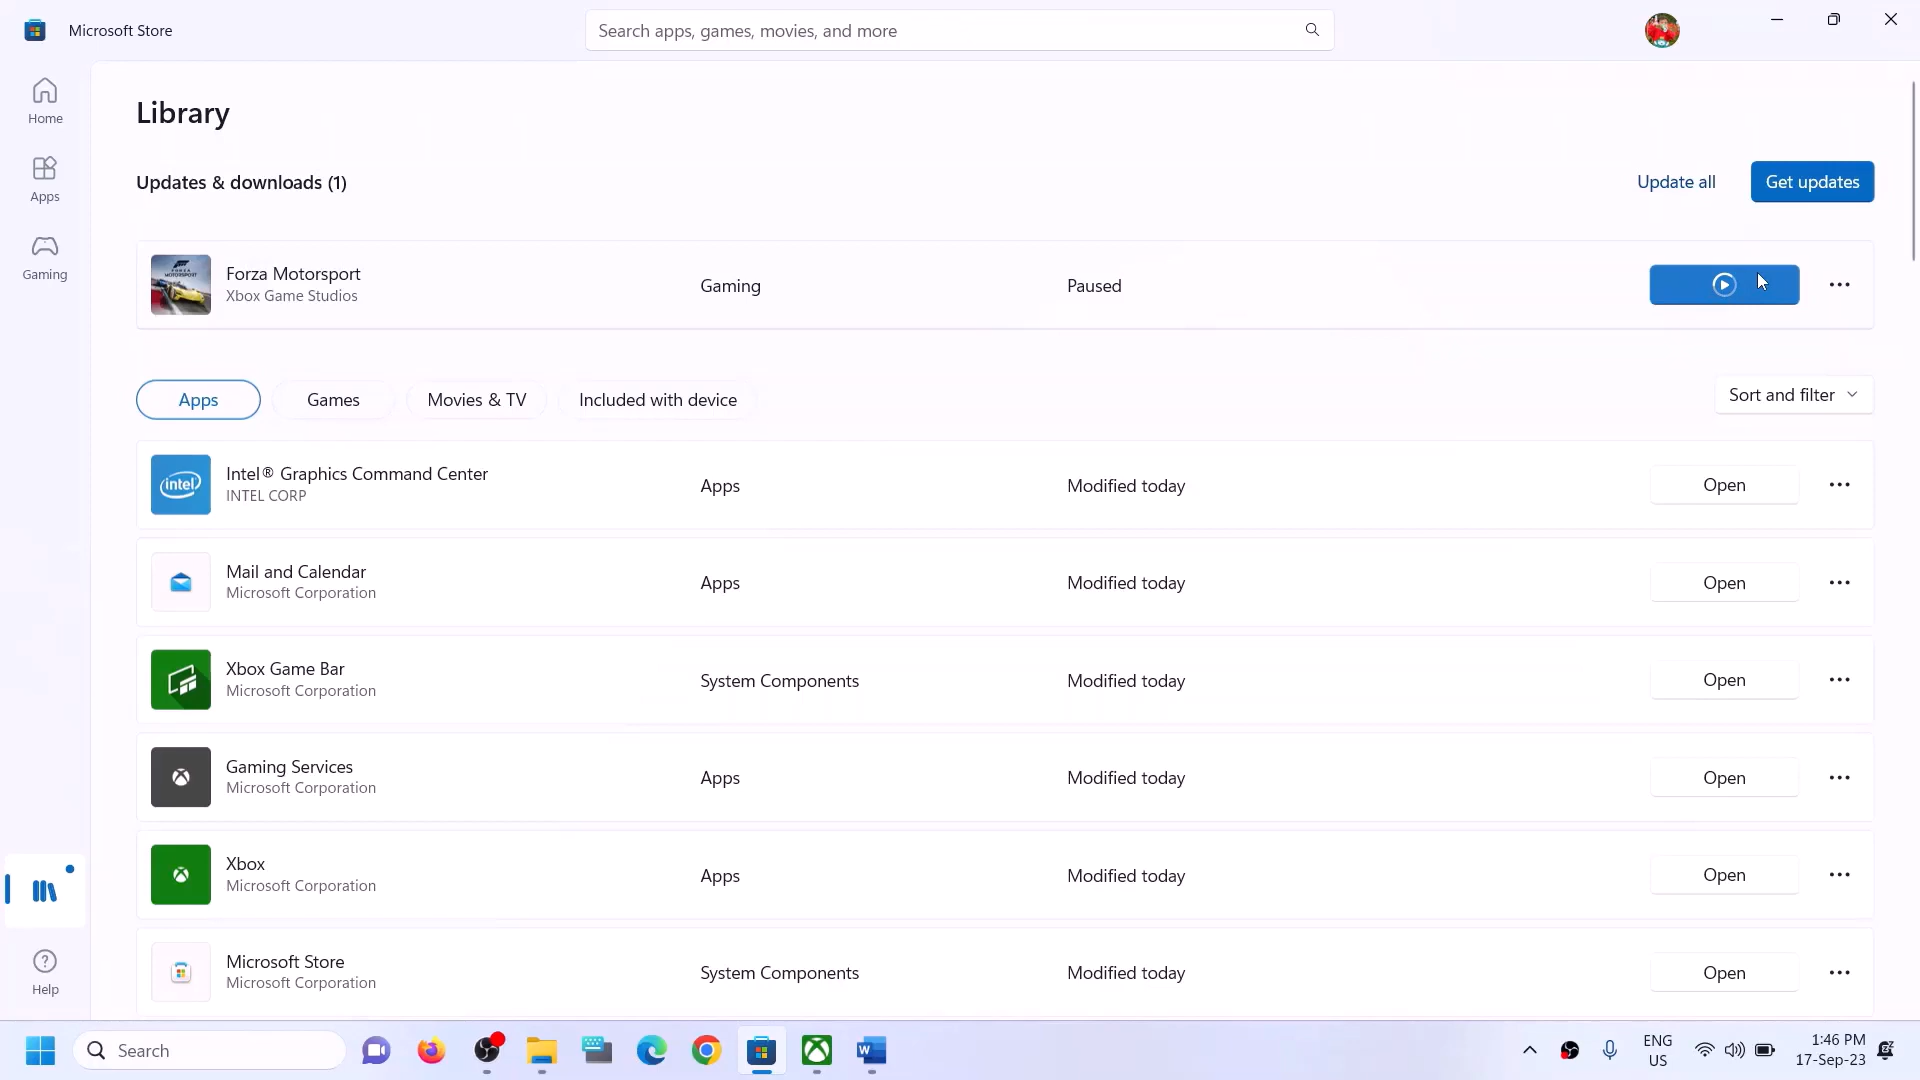 Microsoft Store
Search apps, games, movies, and more
Home
Apps
Gaming
Help
Library
Updates & downloads (1)
Update all
Get updates
FORZA
MOTORSPORT
Forza Motorsport
Xbox Game Studios
Gaming
Paused
Apps
Games
Movies & TV
Included with device
Sort and filter
intel
Intel® Graphics Command Center
INTEL CORP
Apps
Modified today
Open
Mail and Calendar
Microsoft Corporation
Apps
Modified today
Open
Xbox Game Bar
Microsoft Corporation
System Components
Modified today
Open
Gaming Services
Microsoft Corporation
Apps
Modified today
Open
Xbox
Microsoft Corporation
Apps
Modified today
Open
Microsoft Store
Microsoft Corporation
System Components
Modified today
Open
Search
W
ENG
US
1:46 PM
17-Sep-23